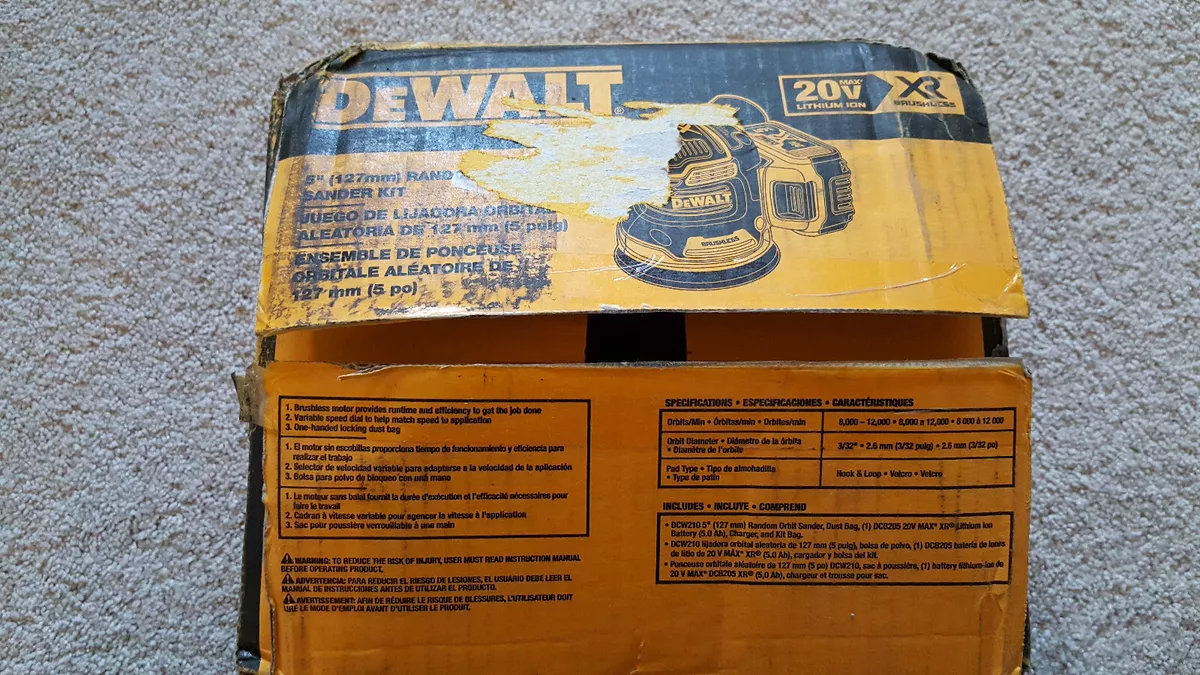 DEWALT®
20V MAX*
LITHIUM ION
XR
BRUSHLESS
5" (127mm) RAND
SANDER KIT
JUEGO DE LIJADORA ORBITAL
ALEATORIA DE 127 mm (5 pulg)
ENSEMBLE DE PONCEUSE
ORBITALE ALÉATOIRE DE
127 mm (5 po)
DEWALT
BRUSHLESS
1. Brushless motor provides runtime and efficiency to get the job done
2. Variable speed dial to help match speed to application
3. One-handed locking dust bag
1. El motor sin escobillas proporciona tiempo de funcionamiento y eficiencia para
realizar el trabajo
2. Selector de velocidad variable para adaptarse a la velocidad de la aplicación
3. Bolsa para polvo de bloqueo con una mano
1. Le moteur sans balai fournit la durée d'exécution et l'efficacité nécessaires pour
faire le travail
2. Cadran à vitesse variable pour agencer la vitesse à l'application
3. Sac pour poussière verrouillable à une main
WARNING: TO REDUCE THE RISK OF INJURY, USER MUST READ INSTRUCTION MANUAL
BEFORE OPERATING PRODUCT.
ADVERTENCIA: PARA REDUCIR EL RIESGO DE LESIONES, EL USUARIO DEBE LEER EL
MANUAL DE INSTRUCCIONES ANTES DE UTILIZAR EL PRODUCTO.
AVERTISSEMENT: AFIN DE RÉDUIRE LE RISQUE DE BLESSURES, L'UTILISATEUR DOIT
LIRE LE MODE D'EMPLOI AVANT D'UTILISER LE PRODUIT.
SPECIFICATIONS • ESPECIFICACIONES • CARACTÉRISTIQUES
Orbits/Min • Órbitas/min • Orbites/min 8,000 – 12,000 • 8,000 a 12,000 • 8 000 à 12 000
Orbit Diameter • Diámetro de la órbita
• Diamètre de l'orbite
3/32" • 2.6 mm (3/32 pulg) • 2.6 mm (3/32 po)
Pad Type • Tipo de almohadilla
• Type de patin
Hook & Loop • Velcro • Velcro
INCLUDES • INCLUYE • COMPREND
• DCW210 5" (127 mm) Random Orbit Sander, Dust Bag, (1) DCB205 20V MAX* XR® Lithium Ion
Battery (5.0 Ah), Charger, and Kit Bag.
• DCW210 lijadora orbital aleatoria de 127 mm (5 pulg), bolsa de polvo, (1) DCB205 batería de iones
de litio de 20 V MÁX* XR® (5,0 Ah), cargador y bolsa del kit.
• Ponceuse orbitale aléatoire de 127 mm (5 po) DCW210, sac à poussière, (1) battery lithium-ion de
20 V MAX* DCB205 XR® (5,0 Ah), chargeur et trousse pour sac.